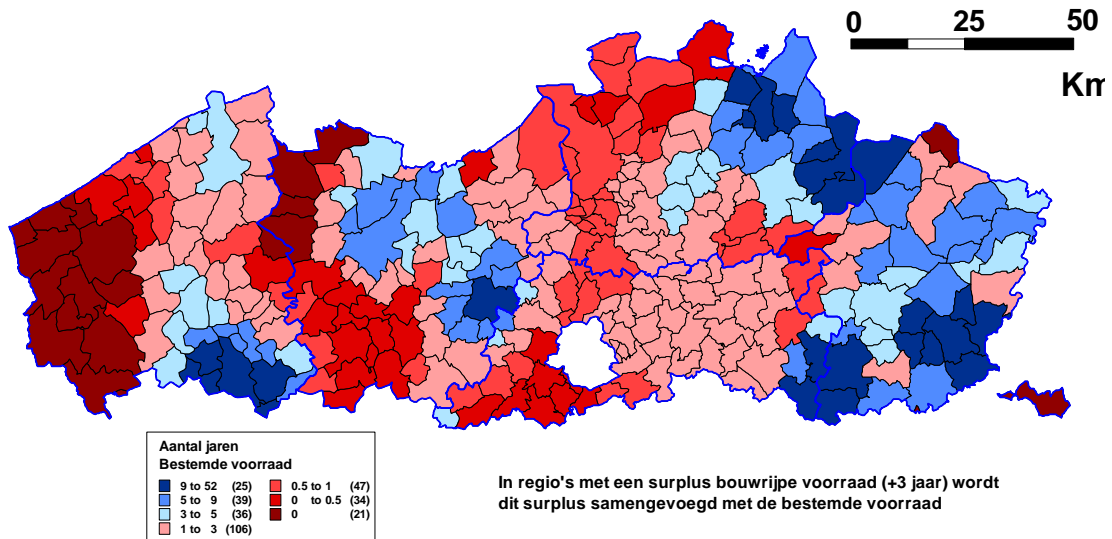 0 25 50
Km
Aantal jaren
Bestemde voorraad
9 to 52 (25) 0.5 to 1 (47)
5 to 9 (39) 0 to 0.5 (34)
3 to 5 (36) 0 (21)
1 to 3 (106)
In regio's met een surplus bouwrijpe voorraad (+3 jaar) wordt
dit surplus samengevoegd met de bestemde voorraad